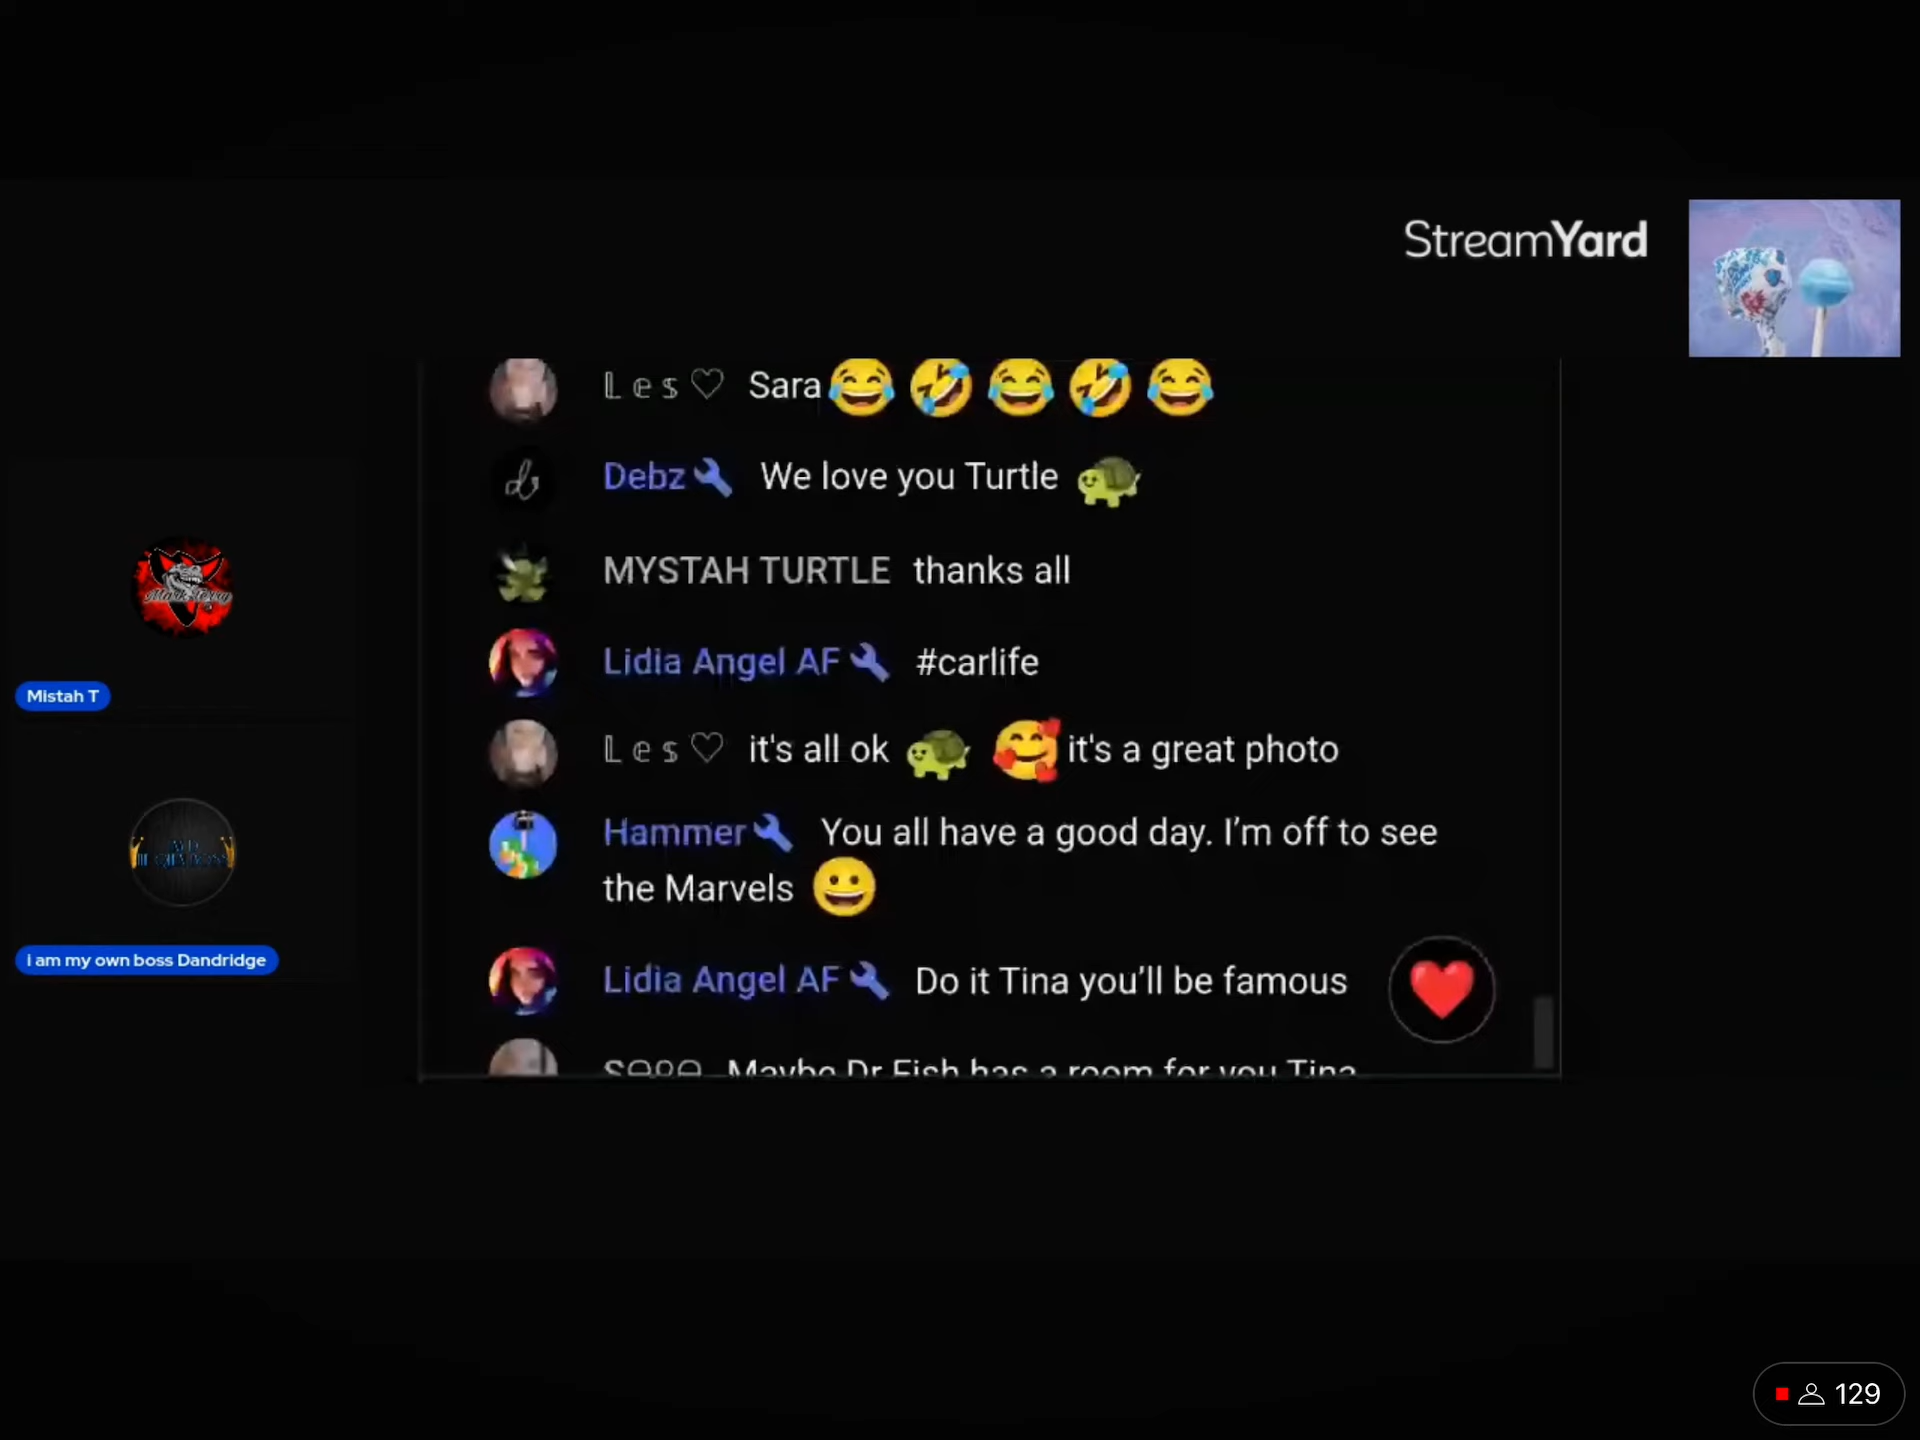 StreamYard
𝕃 𝕖 𝕤 ♡ Sara😂 🤣 😂 🤣 😂
Debz🔧 We love you Turtle 🐢
MYSTAH TURTLE thanks all
Lidia Angel AF🔧 #carlife
𝕃 𝕖 𝕤 ♡ it's all ok 🐢 🥰it's a great photo
Hammer🔧 You all have a good day. I’m off to see
the Marvels 😀
Lidia Angel AF🔧 Do it Tina you’ll be famous
Maybe Dr Fish has a room for you Tina
Mistah T
i am my own boss Dandridge
129